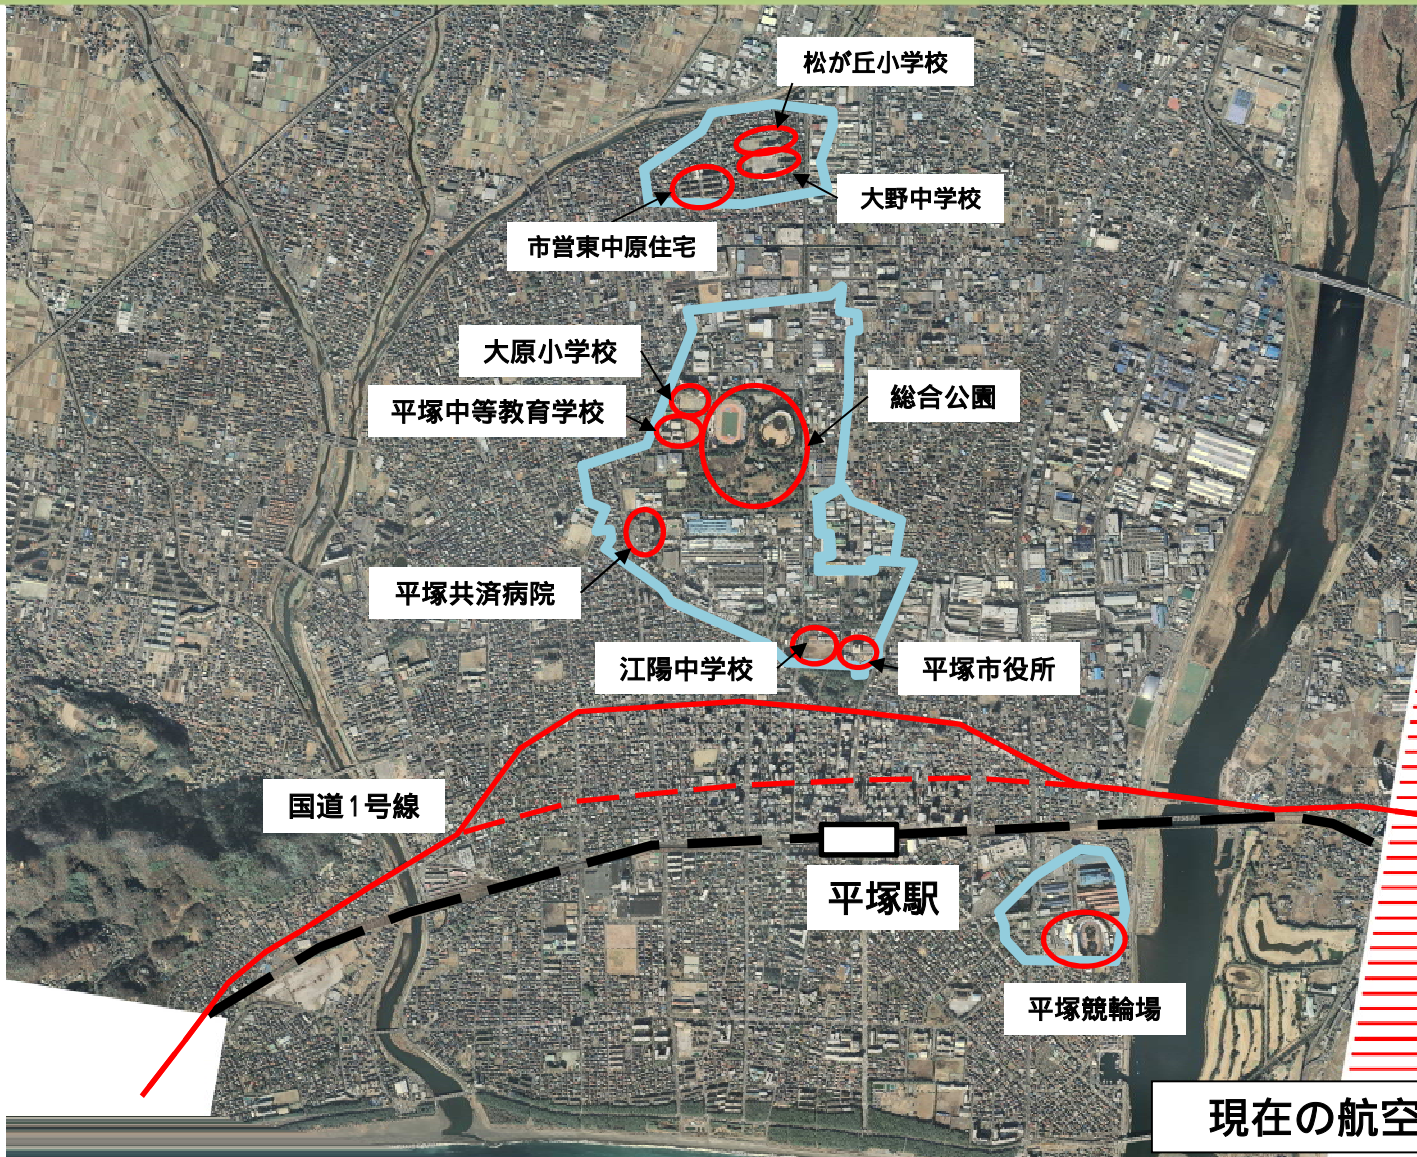 松が丘小学校
大野中学校
市営東中原住宅
大原小学校
平塚中等教育学校
総合公園
平塚共済病院
江陽中学校
平塚市役所
国道1号線
平塚駅
平塚競輪場
現在の航空